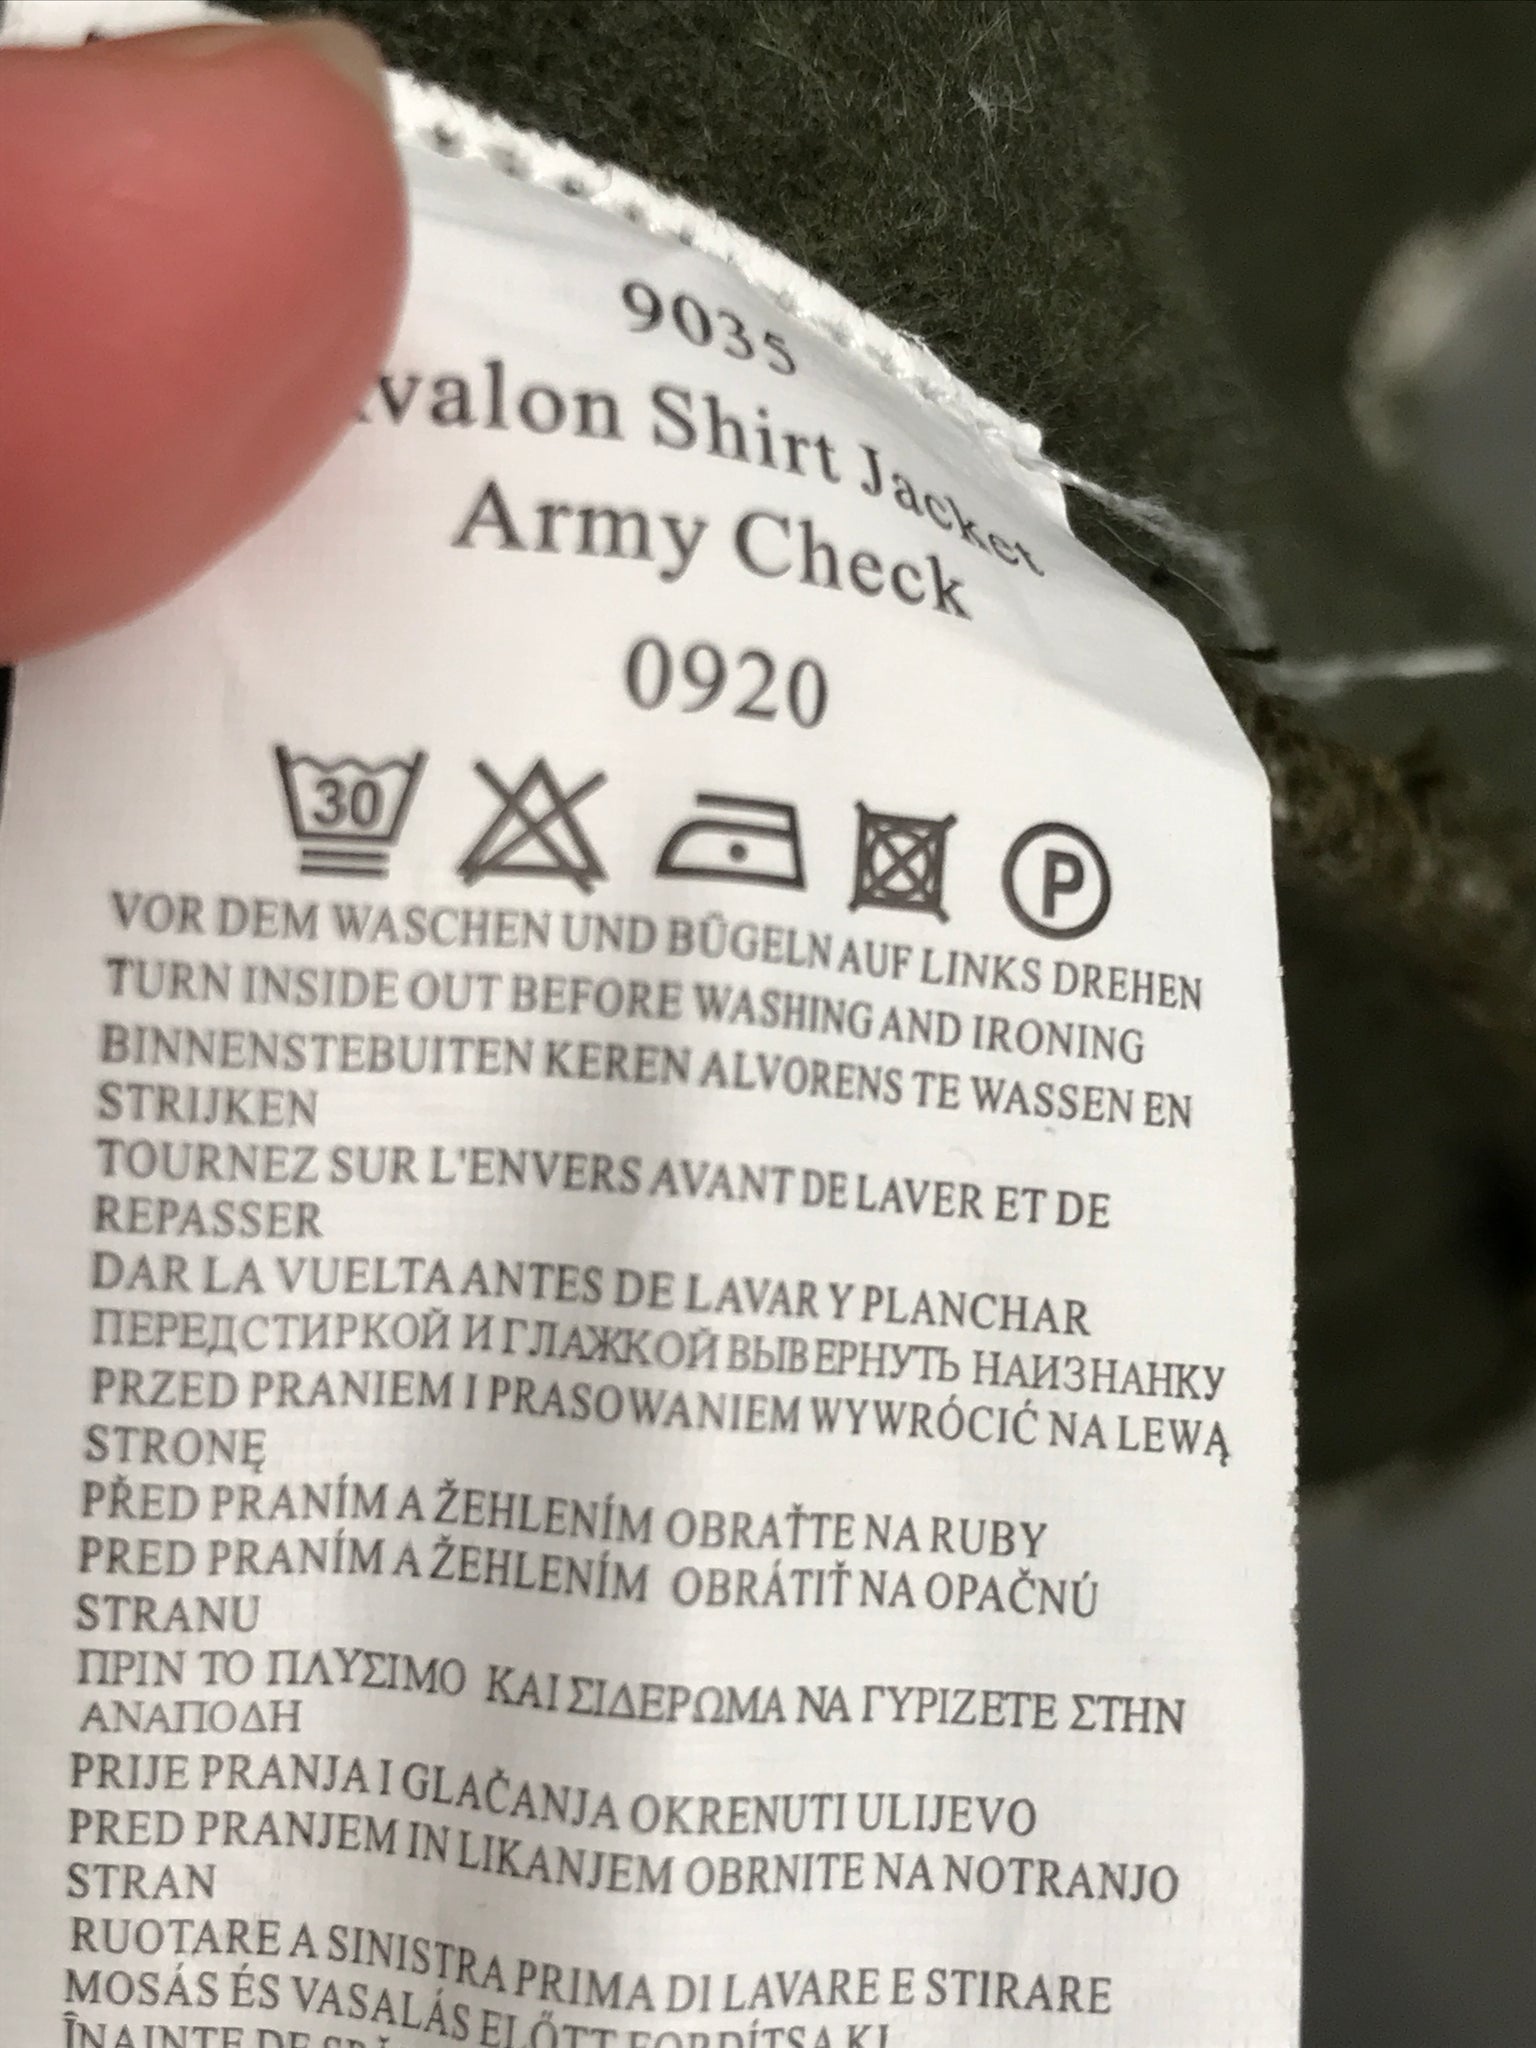 9035
Avalon Shirt Jacket
Army Check
0920
30
P
VOR DEM WASCHEN UND BÜGELN AUF LINKS DREHEN
TURN INSIDE OUT BEFORE WASHING AND IRONING
BINNENSTEBUITEN KEREN ALVORENS TE WASSEN EN
STRIJKEN
TOURNEZ SUR L'ENVERS AVANT DE LAVER ET DE
REPASSER
DAR LA VUELTA ANTES DE LAVAR Y PLANCHAR
ПЕРЕД СТИРКОЙ И ГЛАЖКОЙ ВЫВЕРНУТЬ НАИЗНАНКУ
PRZED PRANIEM I PRASOWANIEM WYWRÓCIĆ NA LEWĄ
STRONĘ
PŘED PRANÍM A ŽEHLENÍM OBRAŤTE NA RUBY
PRED PRANÍM A ŽEHLENÍM OBRÁTIŤ NA OPAČNÚ
STRANU
ΠΡΙΝ ΤΟ ΠΛΥΣΙΜΟ ΚΑΙ ΣΙΔΕΡΩΜΑ ΝΑ ΓΥΡΙΖΕΤΕ ΣΤΗΝ
ΑΝΑΠΟΔΗ
PRIJE PRANJA I GLAČANJA OKRENUTI ULIJEVO
PRED PRANJEM IN LIKANJEM OBRNITE NA NOTRANJO
STRAN
RUOTARE A SINISTRA PRIMA DI LAVARE E STIRARE
MOSÁS ÉS VASALÁS ELŐTT FORDÍTSA KI
ÎNAINTE DE